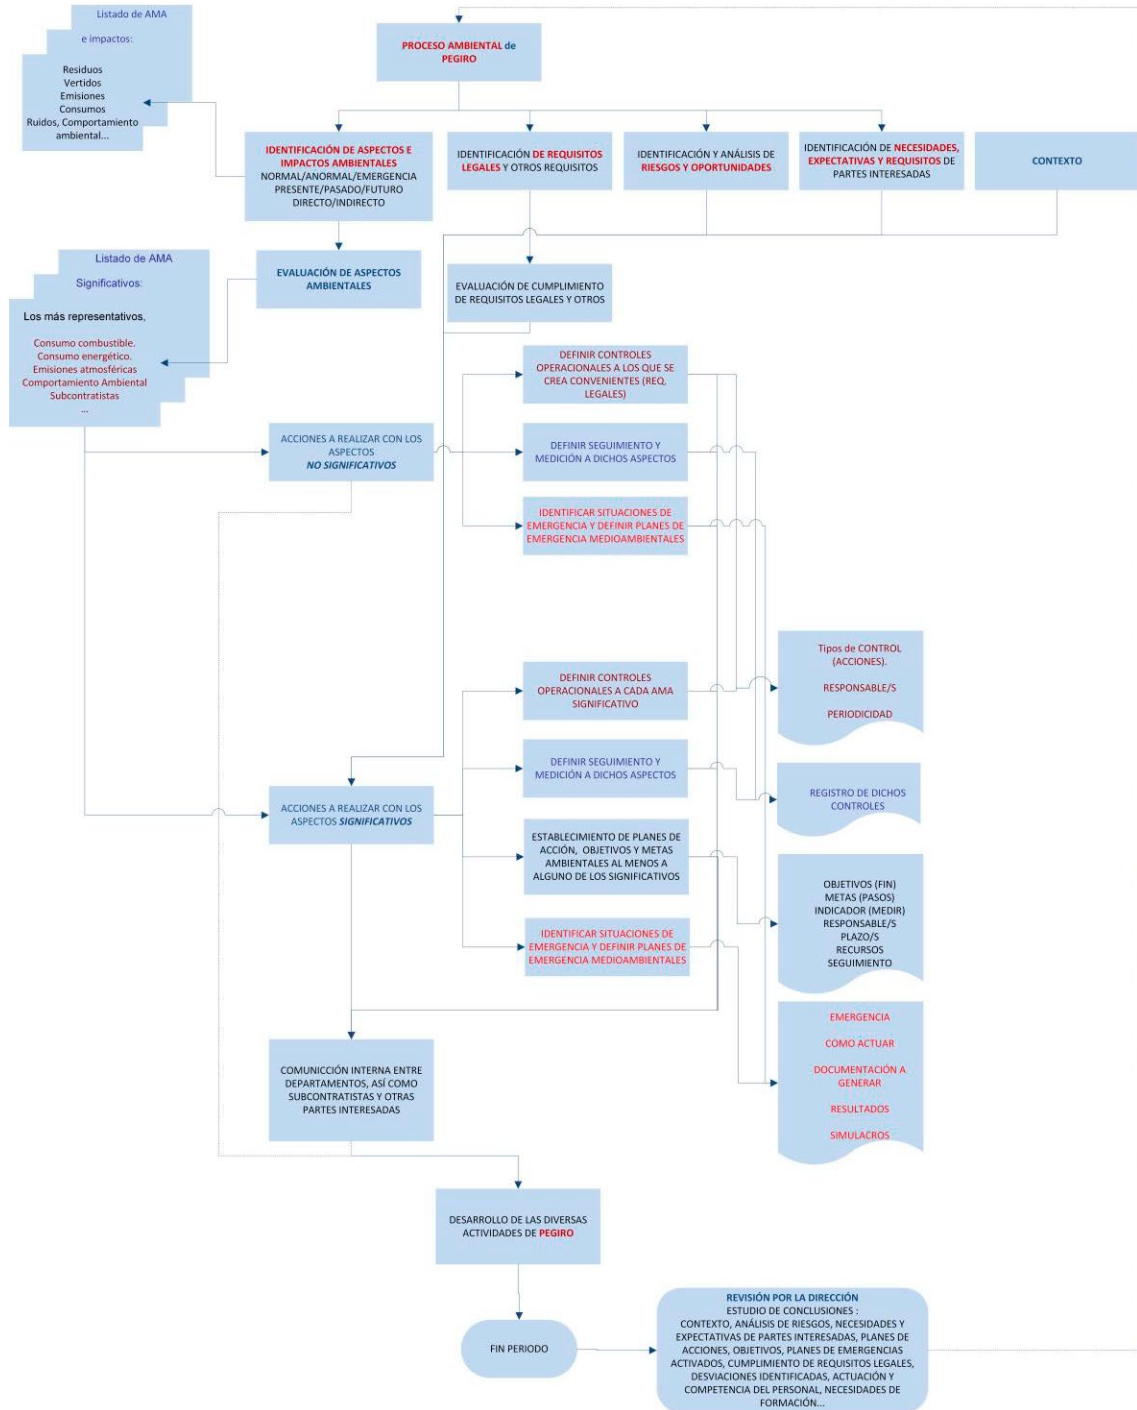 Listado de AMA
e impactos:
Residuos
Vertidos
Emisiones
Consumos
Ruidos, Comportamiento
ambiental...
PROCESO AMBIENTAL de
PEGIRO
IDENTIFICACIÓN DE ASPECTOS E
IMPACTOS AMBIENTALES
NORMAL/ANORMAL/EMERGENCIA
PRESENTE/PASADO/FUTURO
DIRECTO/INDIRECTO
IDENTIFICACIÓN DE REQUISITOS
LEGALES Y OTROS REQUISITOS
IDENTIFICACIÓN Y ANÁLISIS DE
RIESGOS Y OPORTUNIDADES
IDENTIFICACIÓN DE NECESIDADES,
EXPECTATIVAS Y REQUISITOS DE
PARTES INTERESADAS
CONTEXTO
Listado de AMA
Significativos:
Los más representativos,
Consumo combustible.
Consumo energético.
Emisiones atmosféricas
Comportamiento Ambiental
Subcontratistas
...
EVALUACIÓN DE ASPECTOS
AMBIENTALES
EVALUACIÓN DE CUMPLIMIENTO
DE REQUISITOS LEGALES Y OTROS
DEFINIR CONTROLES
OPERACIONALES A LOS QUE SE
CREA CONVENIENTES (REQ.
LEGALES)
ACCIONES A REALIZAR CON LOS
ASPECTOS
NO SIGNIFICATIVOS
DEFINIR SEGUIMIENTO Y
MEDICIÓN A DICHOS ASPECTOS
IDENTIFICAR SITUACIONES DE
EMERGENCIA Y DEFINIR PLANES DE
EMERGENCIA MEDIOAMBIENTALES
DEFINIR CONTROLES
OPERACIONALES A CADA AMA
SIGNIFICATIVO
Tipos de CONTROL
(ACCIONES).
RESPONSABLE/S
PERIODICIDAD
DEFINIR SEGUIMIENTO Y
MEDICIÓN A DICHOS ASPECTOS
REGISTRO DE DICHOS
CONTROLES
ACCIONES A REALIZAR CON LOS
ASPECTOS SIGNIFICATIVOS
ESTABLECIMIENTO DE PLANES DE
ACCIÓN, OBJETIVOS Y METAS
AMBIENTALES AL MENOS A
ALGUNO DE LOS SIGNIFICATIVOS
OBJETIVOS (FIN)
METAS (PASOS)
INDICADOR (MEDIR)
RESPONSABLE/S
PLAZO/S
RECURSOS
SEGUIMIENTO
IDENTIFICAR SITUACIONES DE
EMERGENCIA Y DEFINIR PLANES DE
EMERGENCIA MEDIOAMBIENTALES
EMERGENCIA
COMO ACTUAR
DOCUMENTACIÓN A
GENERAR
RESULTADOS
SIMULACROS
COMUNICCIÓN INTERNA ENTRE
DEPARTAMENTOS, ASÍ COMO
SUBCONTRATISTAS Y OTRAS
PARTES INTERESADAS
DESARROLLO DE LAS DIVERSAS
ACTIVIDADES DE PEGIRO
FIN PERIODO
REVISIÓN POR LA DIRECCIÓN
ESTUDIO DE CONCLUSIONES :
CONTEXTO, ANÁLISIS DE RIESGOS, NECESIDADES Y
EXPECTATIVAS DE PARTES INTERESADAS, PLANES DE
ACCIONES, OBJETIVOS, PLANES DE EMERGENCIAS
ACTIVADOS, CUMPLIMIENTO DE REQUISITOS LEGALES,
DESVIACIONES IDENTIFICADAS, ACTUACIÓN Y
COMPETENCIA DEL PERSONAL, NECESIDADES DE
FORMACIÓN...